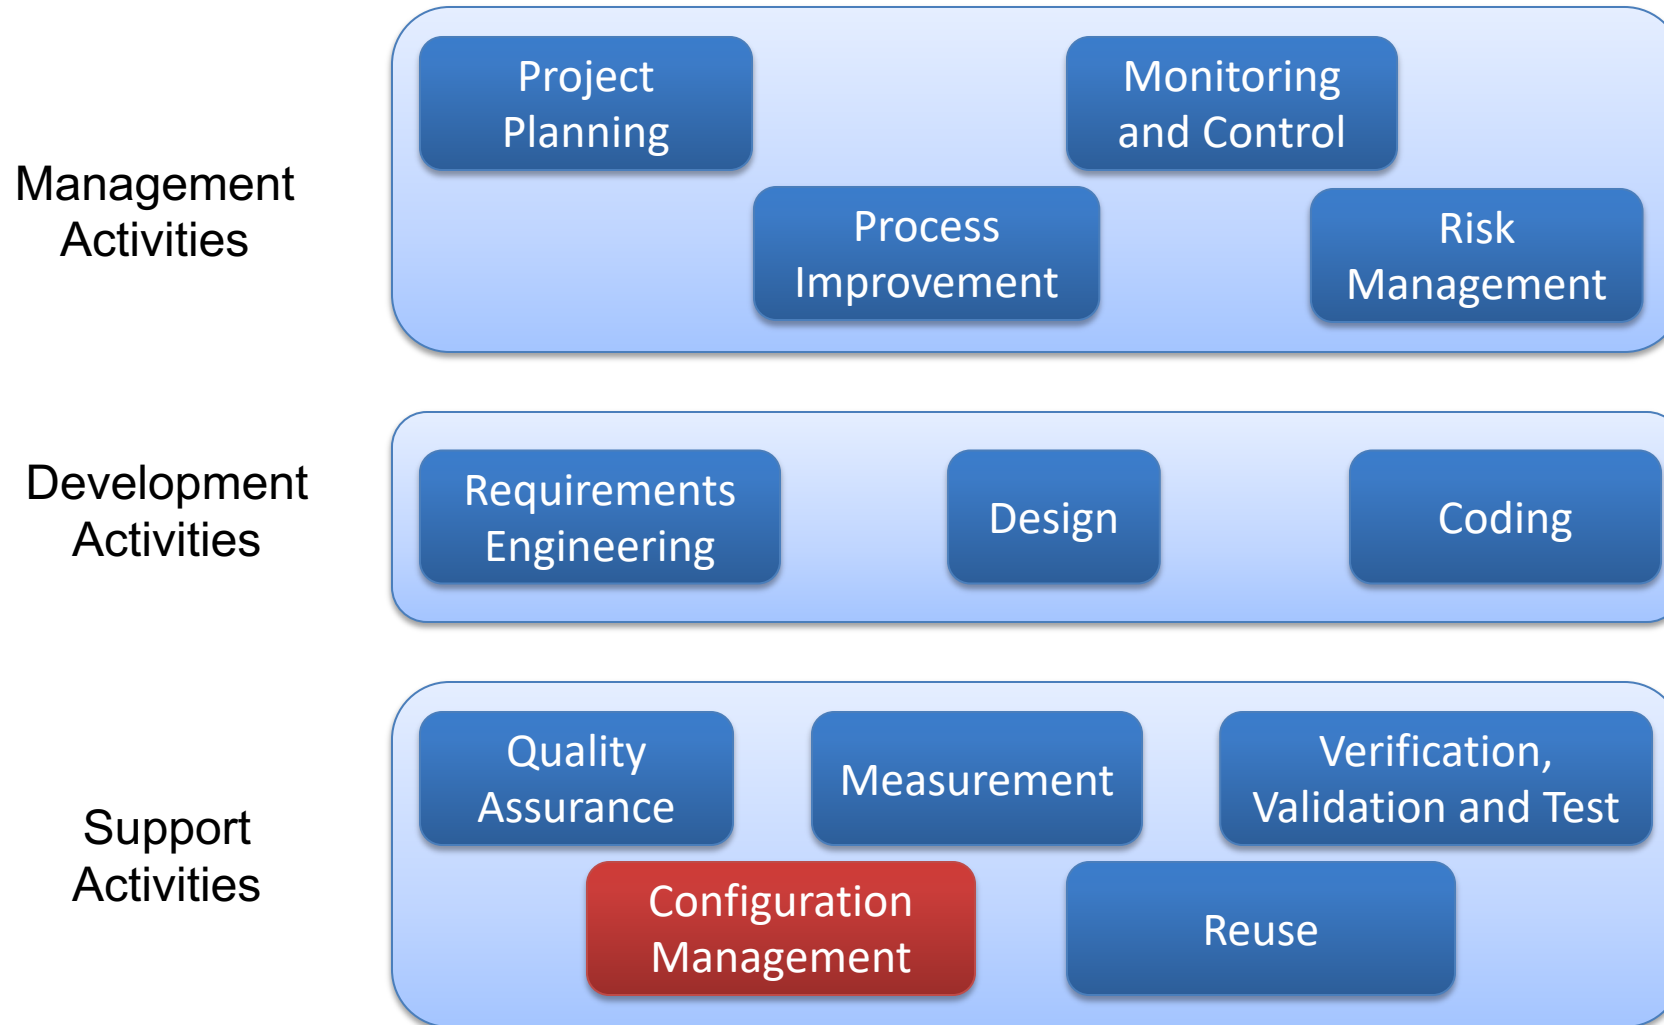 Management
Activities
Project
Planning
Monitoring
and Control
Process
Improvement
Risk
Management
Development
Activities
Requirements
Engineering
Design
Coding
Support
Activities
Quality
Assurance
Measurement
Verification,
Validation and Test
Configuration
Management
Reuse